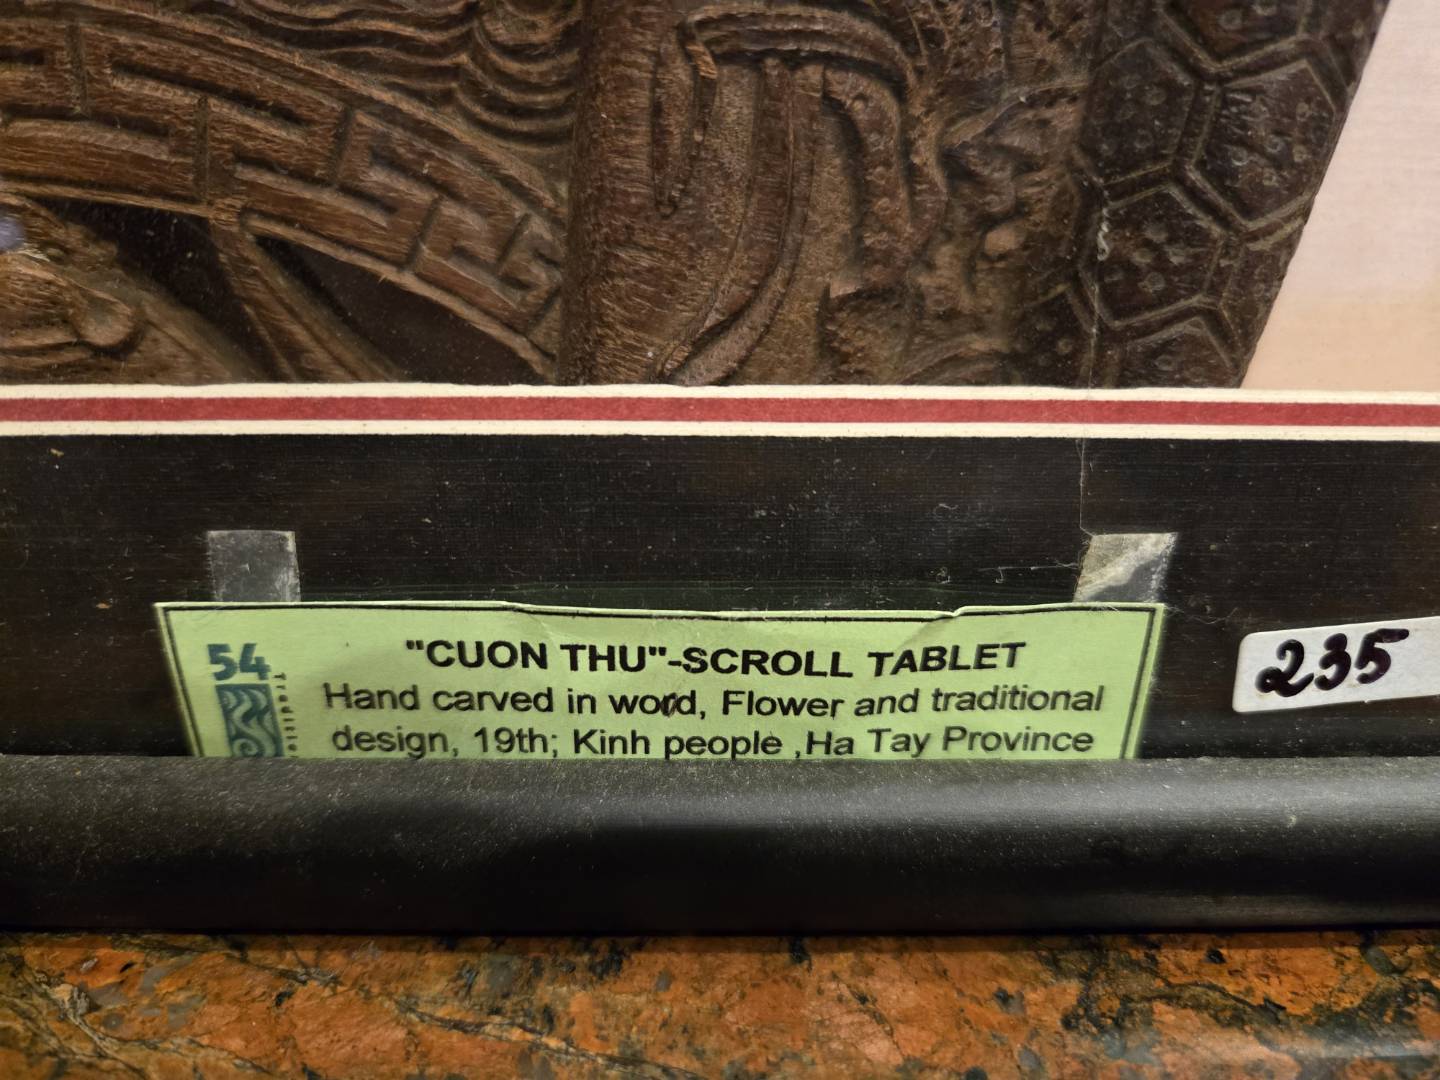 54
"CUON THU"-SCROLL TABLET
Hand carved in word, Flower and traditional
design, 19th; Kinh people ,Ha Tay Province
235